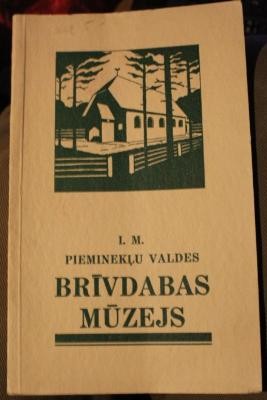 I. M.
PIEMINEKĻU VALDES
BRĪVDABAS
MŪZEJS